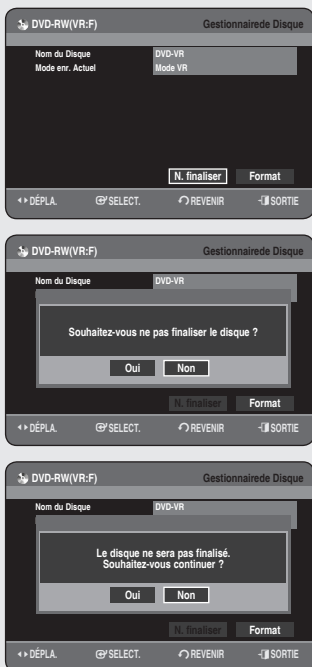 DVD-RW(VR:F) Gestionnairede Disque
Nom du Disque DVD-VR
Mode enr. Actuel Mode VR
N. finaliser Format
DÉPLA. SELECT. REVENIR SORTIE
DVD-RW(VR:F) Gestionnairede Disque
Nom du Disque DVD-VR
Souhaitez-vous ne pas finaliser le disque ?
Oui Non
N. finaliser Format
DÉPLA. SELECT. REVENIR SORTIE
DVD-RW(VR:F) Gestionnairede Disque
Nom du Disque DVD-VR
Le disque ne sera pas finalisé.
Souhaitez-vous continuer ?
Oui Non
N. finaliser Format
DÉPLA. SELECT. REVENIR SORTIE